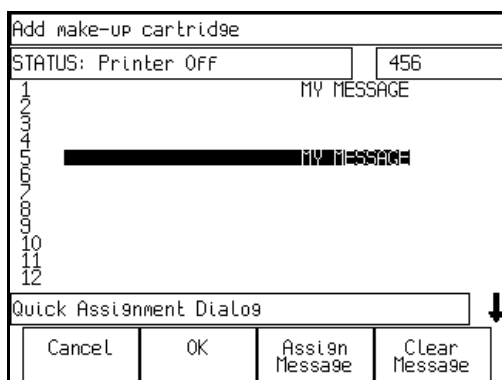 Add make-up cartridge
STATUS: Printer Off 456
1 MY MESSAGE
2
3
4
5 MY MESSAGE
6
7
8
9
10
11
12
Quick Assignment Dialog
Cancel OK Assign Message Clear Message